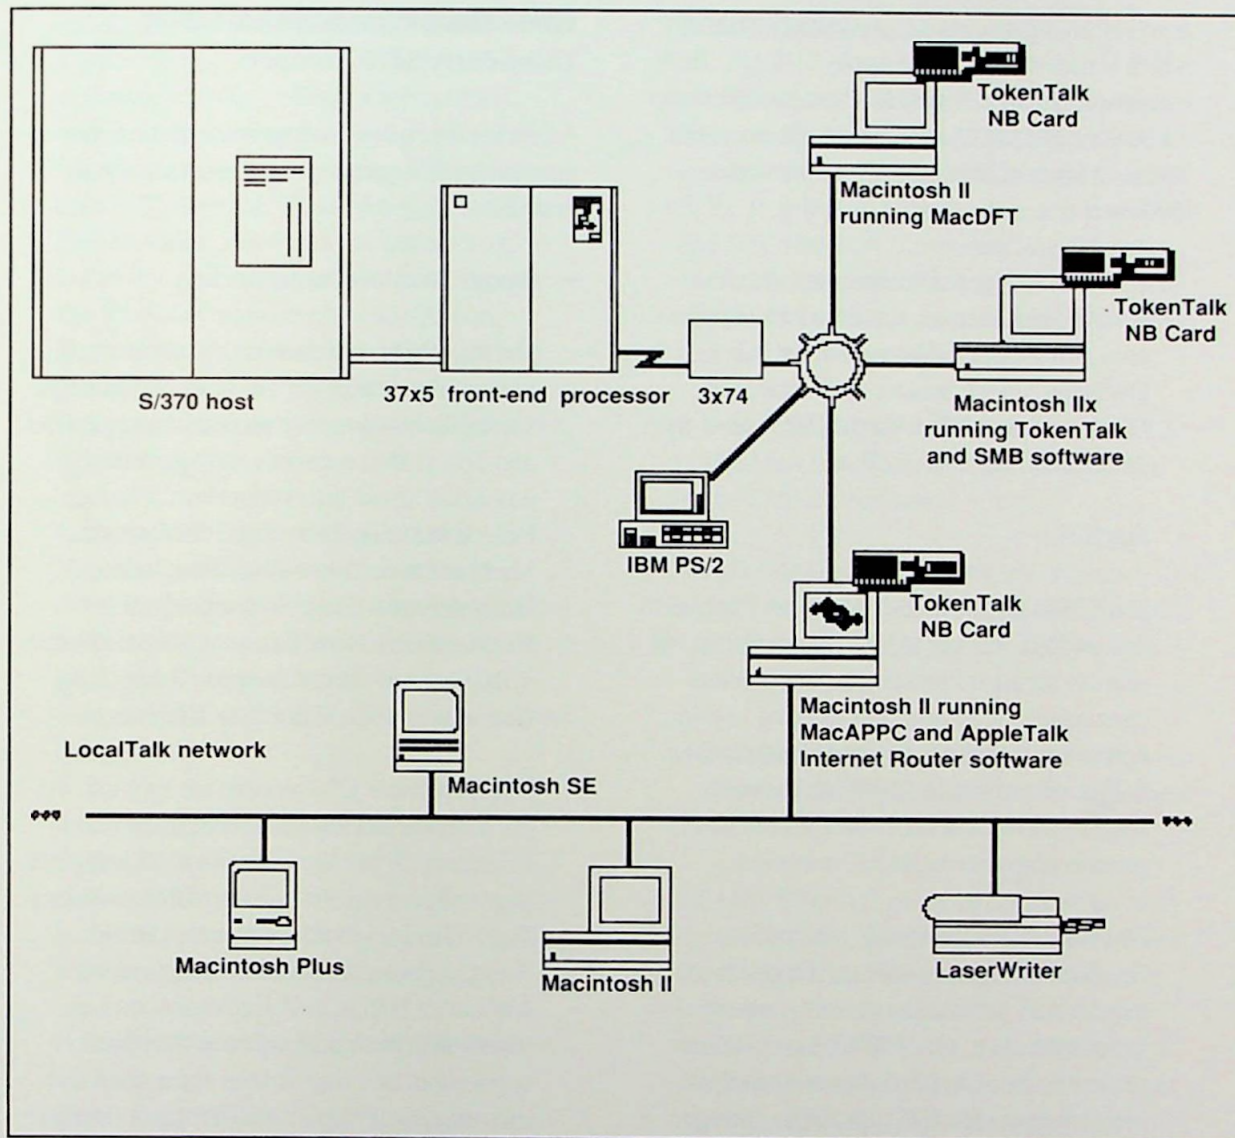 TokenTalk
NB Card
Macintosh II
running MacDFT
TokenTalk
NB Card
S/370 host
37x5 front-end processor
3x74
Macintosh IIx
running TokenTalk
and SMB software
IBM PS/2
TokenTalk
NB Card
Macintosh II running
MacAPPC and AppleTalk
Internet Router software
LocalTalk network
Macintosh SE
Macintosh Plus
Macintosh II
LaserWriter